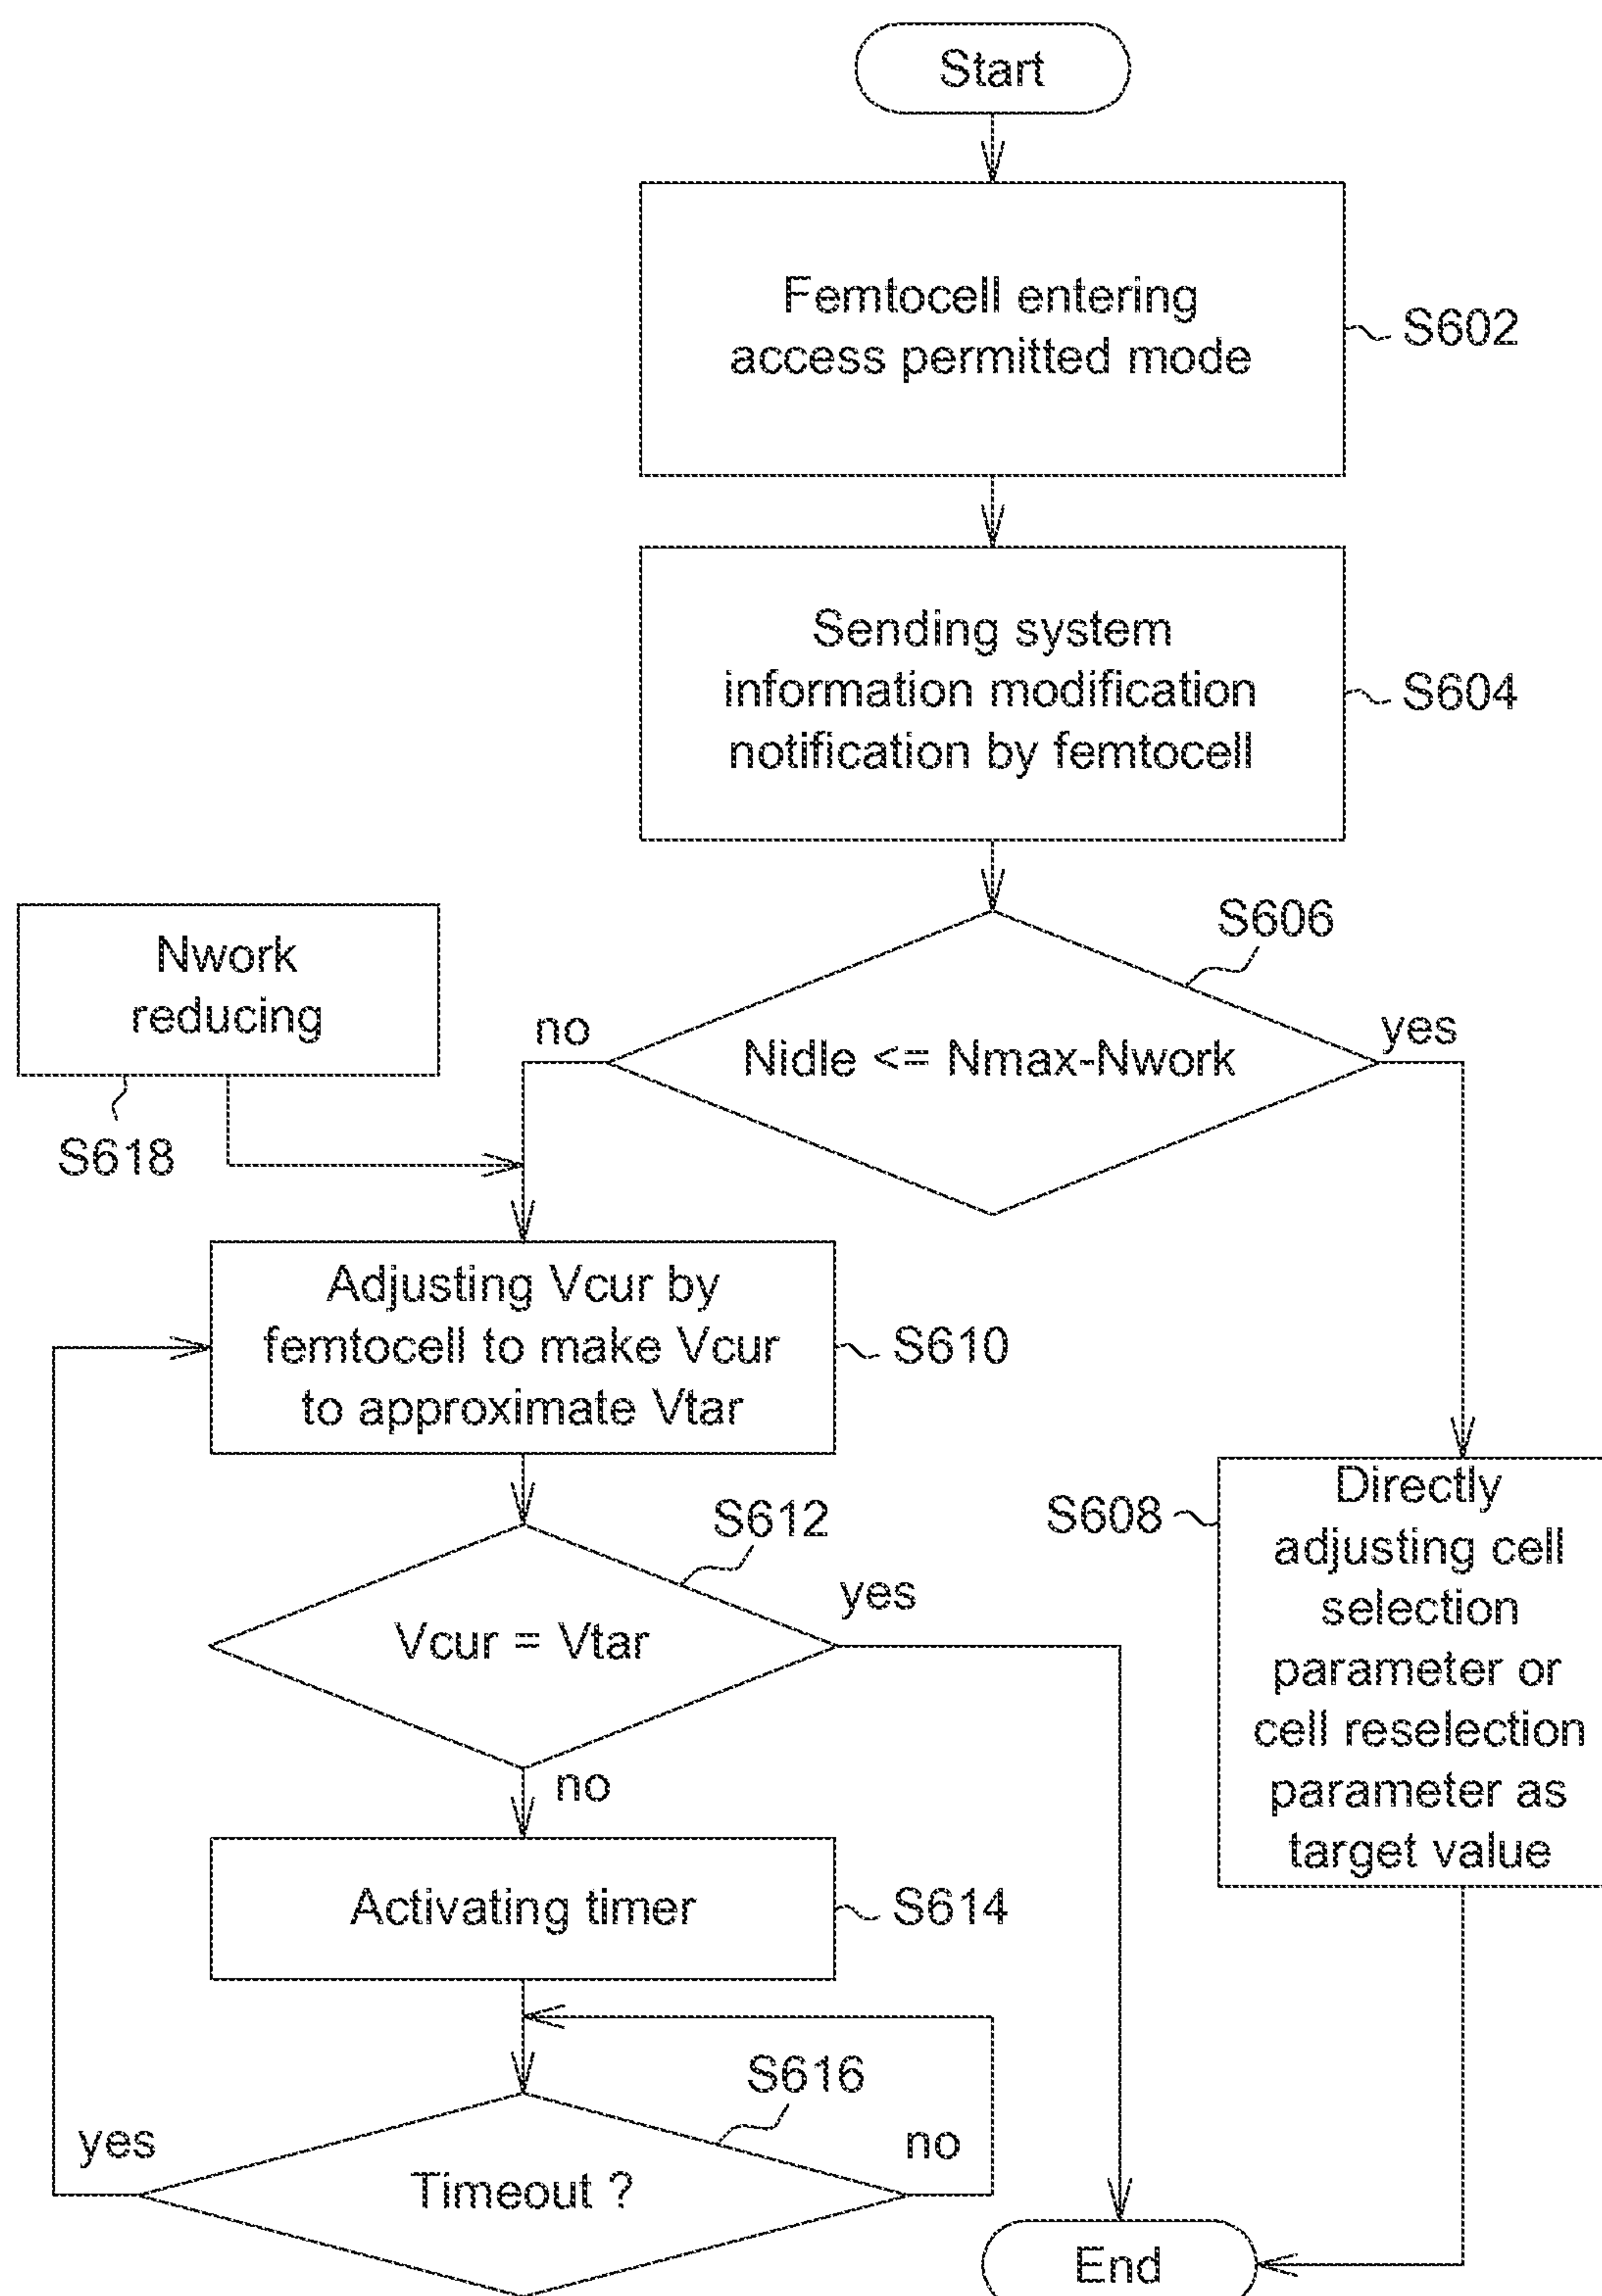 Start
Femtocell entering
access permitted mode
S602
Sending system
information modification
notification by femtocell
S604
S606
Nwork
reducing
S618
no
Nidle <= Nmax-Nwork
yes
Adjusting Vcur by
femtocell to make Vcur
to approximate Vtar
S610
S612
Vcur = Vtar
yes
no
S608
Directly
adjusting cell
selection
parameter or
cell reselection
parameter as
target value
Activating timer
S614
S616
yes
Timeout ?
no
End